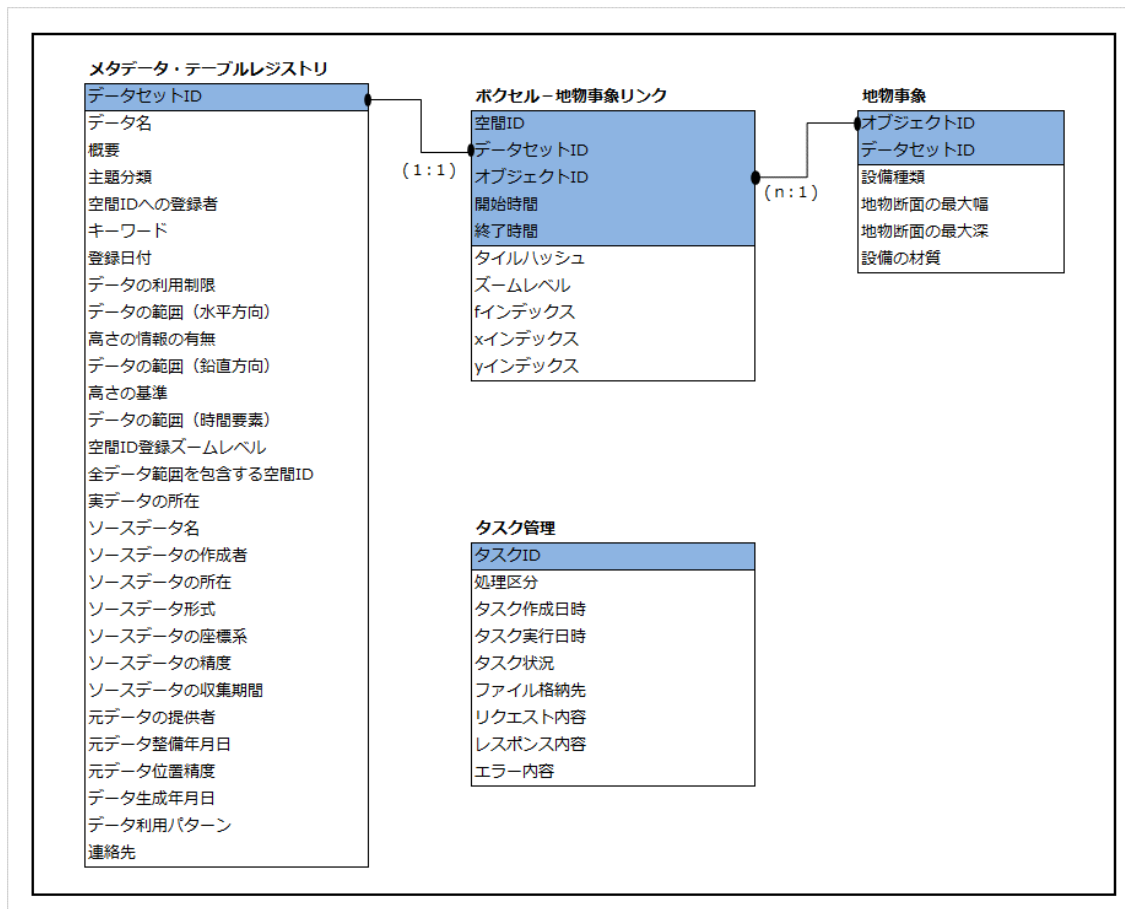 メタデータ・テーブルレジストリ
データセットID
データ名
概要
主題分類
空間IDへの登録者
キーワード
登録日付
データの利用制限
データの範囲（水平方向）
高さの情報の有無
データの範囲（鉛直方向）
高さの基準
データの範囲（時間要素）
空間ID登録ズームレベル
全データ範囲を包含する空間ID
実データの所在
ソースデータ名
ソースデータの作成者
ソースデータの所在
ソースデータ形式
ソースデータの座標系
ソースデータの精度
ソースデータの収集期間
元データの提供者
元データ整備年月日
元データ位置精度
データ生成年月日
データ利用パターン
連絡先
(1:1)
ボクセル－地物事象リンク
空間ID
データセットID
オブジェクトID
開始時間
終了時間
タイルハッシュ
ズームレベル
fインデックス
xインデックス
yインデックス
(n:1)
地物事象
オブジェクトID
データセットID
設備種類
地物断面の最大幅
地物断面の最大深
設備の材質
タスク管理
タスクID
処理区分
タスク作成日時
タスク実行日時
タスク状況
ファイル格納先
リクエスト内容
レスポンス内容
エラー内容